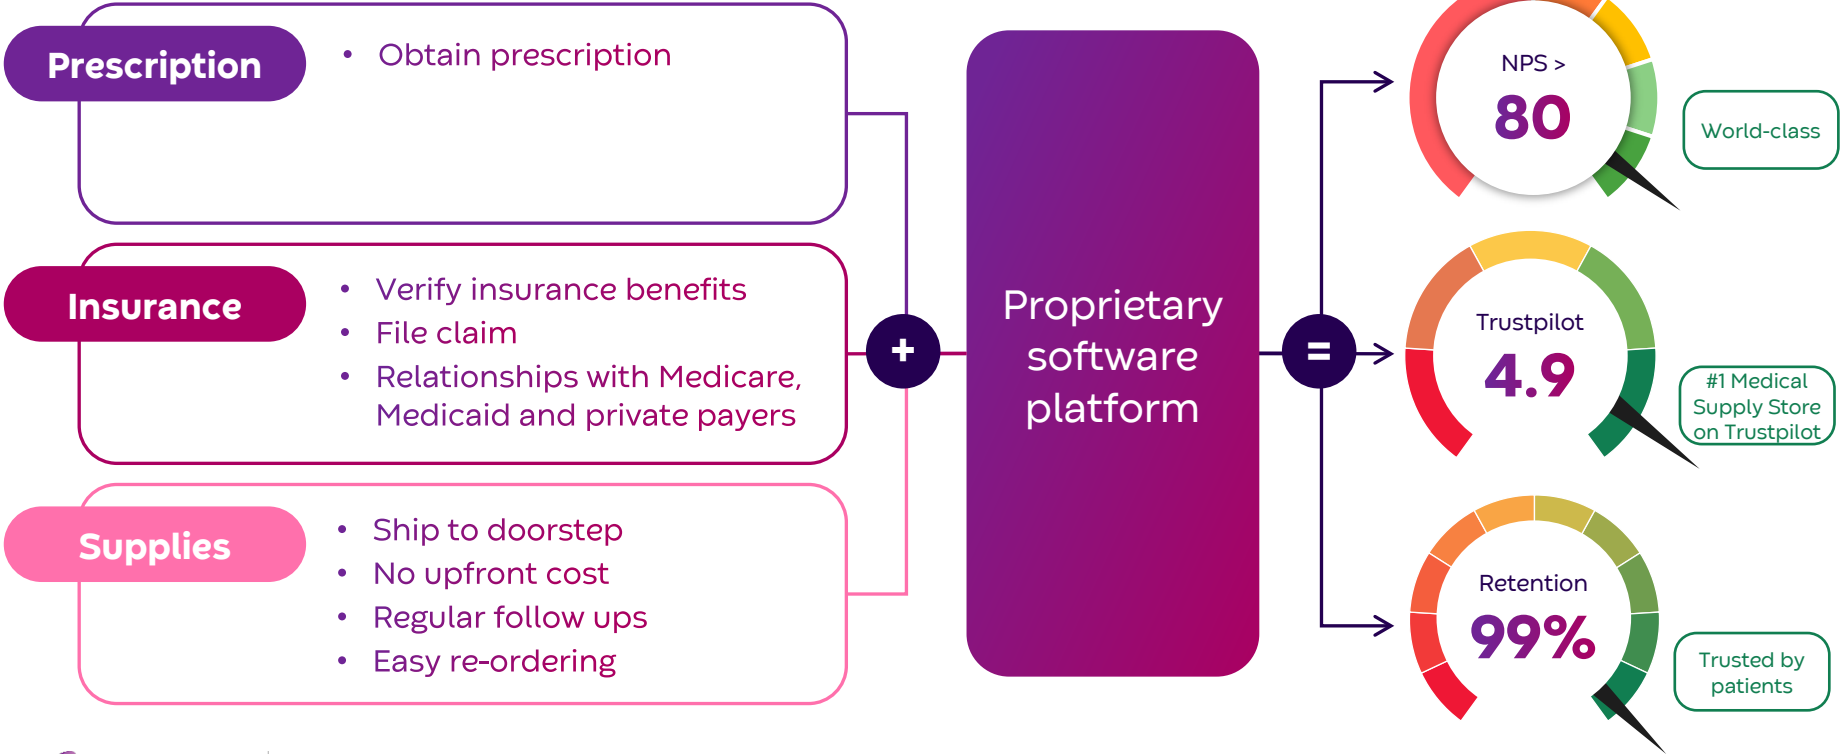 Prescription
• Obtain prescription
Insurance
• Verify insurance benefits
• File claim
• Relationships with Medicare,
Medicaid and private payers
Supplies
• Ship to doorstep
• No upfront cost
• Regular follow ups
• Easy re-ordering
+
Proprietary
software
platform
=
NPS >
80
World-class
Trustpilot
4.9
#1 Medical
Supply Store
on Trustpilot
Retention
99%
Trusted by
patients